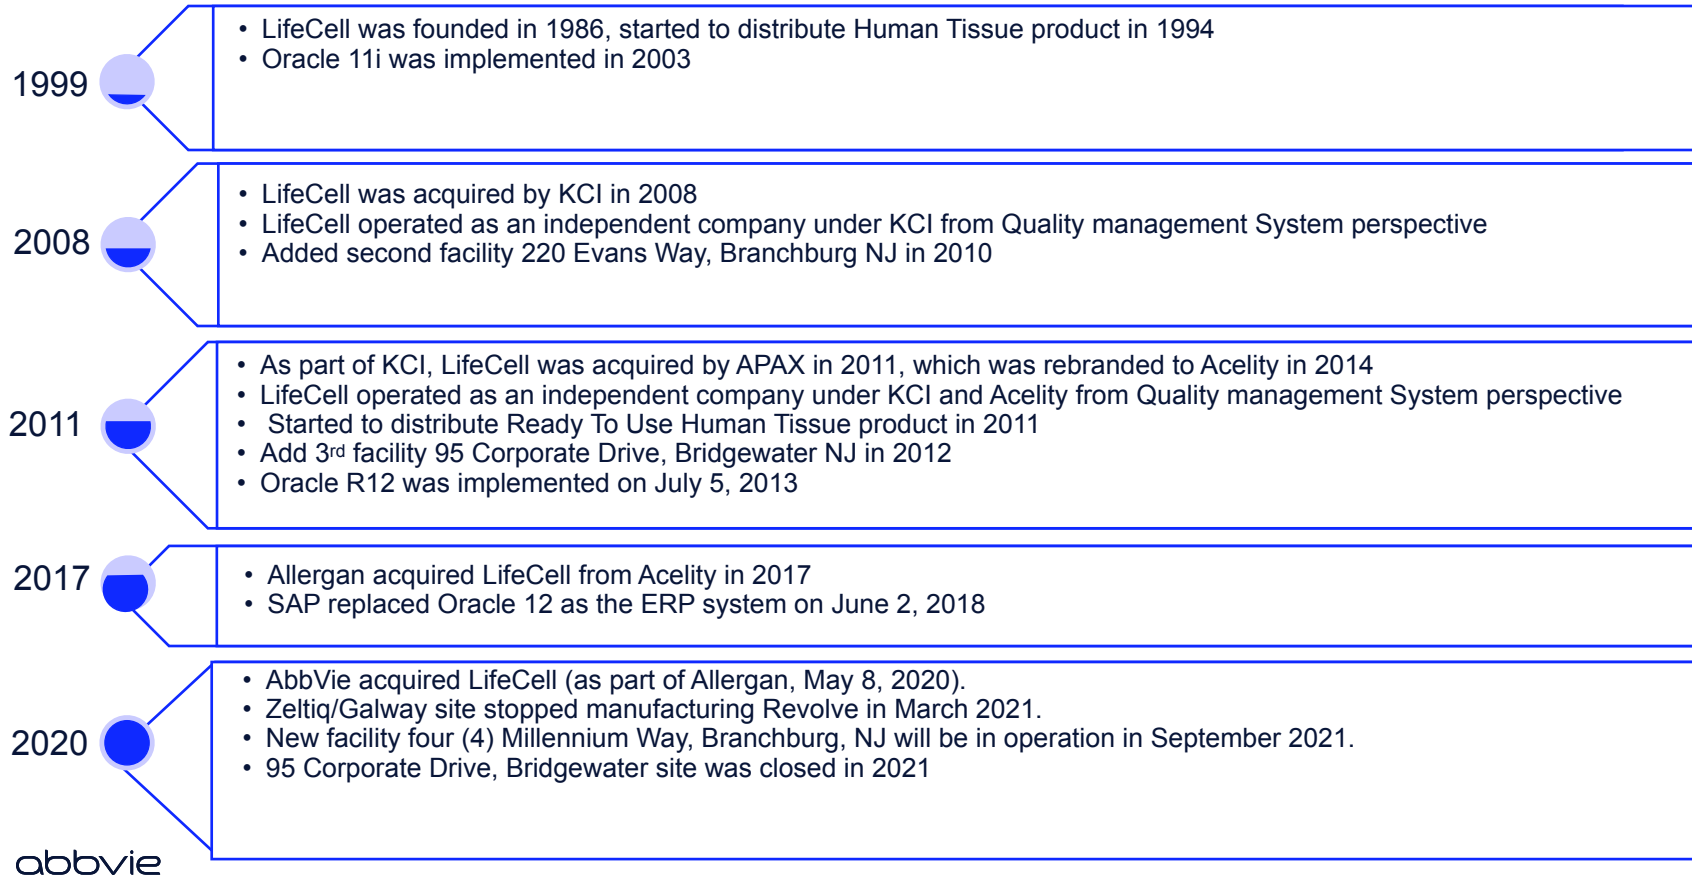 1999
• LifeCell was founded in 1986, started to distribute Human Tissue product in 1994
• Oracle 11i was implemented in 2003
2008
• LifeCell was acquired by KCI in 2008
• LifeCell operated as an independent company under KCI from Quality management System perspective
• Added second facility 220 Evans Way, Branchburg NJ in 2010
2011
• As part of KCI, LifeCell was acquired by APAX in 2011, which was rebranded to Acelity in 2014
• LifeCell operated as an independent company under KCI and Acelity from Quality management System perspective
• Started to distribute Ready To Use Human Tissue product in 2011
• Add 3rd facility 95 Corporate Drive, Bridgewater NJ in 2012
• Oracle R12 was implemented on July 5, 2013
2017
• Allergan acquired LifeCell from Acelity in 2017
• SAP replaced Oracle 12 as the ERP system on June 2, 2018
2020
• AbbVie acquired LifeCell (as part of Allergan, May 8, 2020).
• Zeltiq/Galway site stopped manufacturing Revolve in March 2021.
• New facility four (4) Millennium Way, Branchburg, NJ will be in operation in September 2021.
• 95 Corporate Drive, Bridgewater site was closed in 2021
abbvie